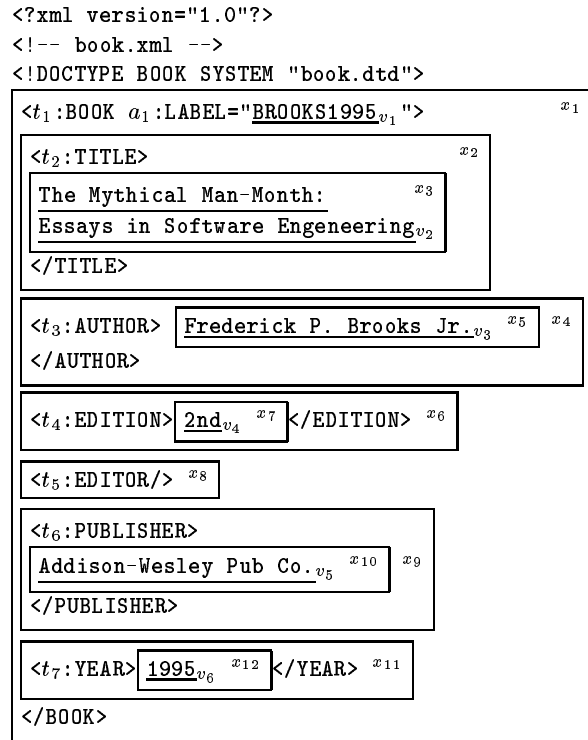 <?xml version="1.0"?>
<!-- book.xml -->
<!DOCTYPE BOOK SYSTEM "book.dtd">
<t₁:BOOK a₁:LABEL="BROOKS1995v₁"> x₁
<t₂:TITLE> x₂
The Mythical Man-Month: x₃
Essays in Software Engeneeringv₂
</TITLE>
<t₃:AUTHOR> Frederick P. Brooks Jr.v₃ x₅ x₄
</AUTHOR>
<t₄:EDITION> 2ndv₄ x₇ </EDITION> x₆
<t₅:EDITOR/> x₈
<t₆:PUBLISHER>
Addison-Wesley Pub Co.v₅ x₁₀ x₉
</PUBLISHER>
<t₇:YEAR> 1995v₆ x₁₂ </YEAR> x₁₁
</BOOK>